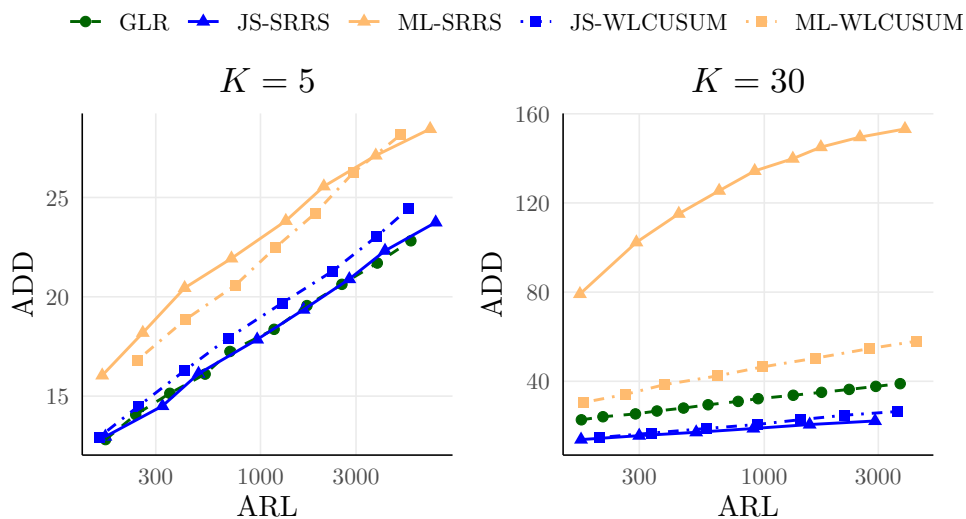 GLR JS-SRRS ML-SRRS JS-WLCUSUM ML-WLCUSUM
K = 5
K = 30
ADD
25
20
15
300 1000 3000
ARL
ADD
160
120
80
40
300 1000 3000
ARL